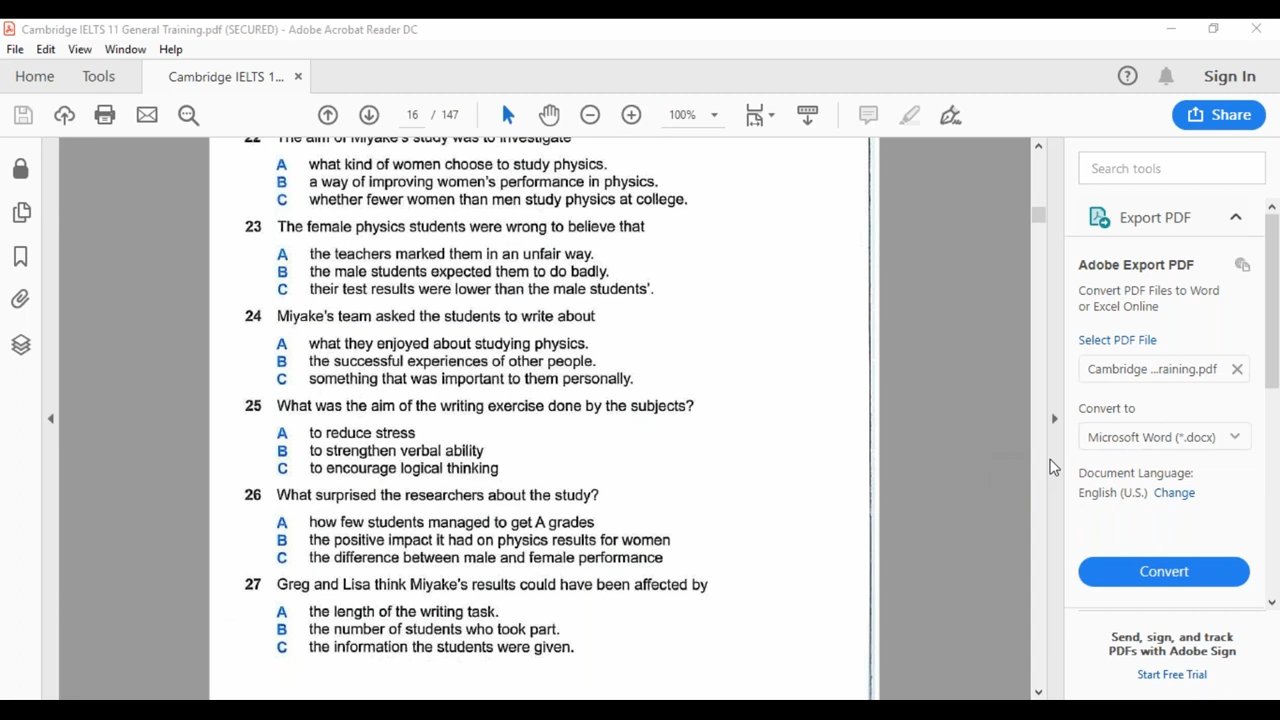 Cambridge IELTS 11 General Training.pdf (SECURED) - Adobe Acrobat Reader DC
File Edit View Window Help
Home Tools Cambridge IELTS 1... × Sign In
16 / 147 100% Share
22 The aim of Miyake's study was to investigate
A what kind of women choose to study physics.
B a way of improving women's performance in physics.
C whether fewer women than men study physics at college.
23 The female physics students were wrong to believe that
A the teachers marked them in an unfair way.
B the male students expected them to do badly.
C their test results were lower than the male students'.
24 Miyake's team asked the students to write about
A what they enjoyed about studying physics.
B the successful experiences of other people.
C something that was important to them personally.
25 What was the aim of the writing exercise done by the subjects?
A to reduce stress
B to strengthen verbal ability
C to encourage logical thinking
26 What surprised the researchers about the study?
A how few students managed to get A grades
B the positive impact it had on physics results for women
C the difference between male and female performance
27 Greg and Lisa think Miyake's results could have been affected by
A the length of the writing task.
B the number of students who took part.
C the information the students were given.
Search tools
Export PDF
Adobe Export PDF
Convert PDF Files to Word
or Excel Online
Select PDF File
Cambridge ...raining.pdf
Convert to
Microsoft Word (*.docx)
Document Language:
English (U.S.) Change
Convert
Send, sign, and track
PDFs with Adobe Sign
Start Free Trial